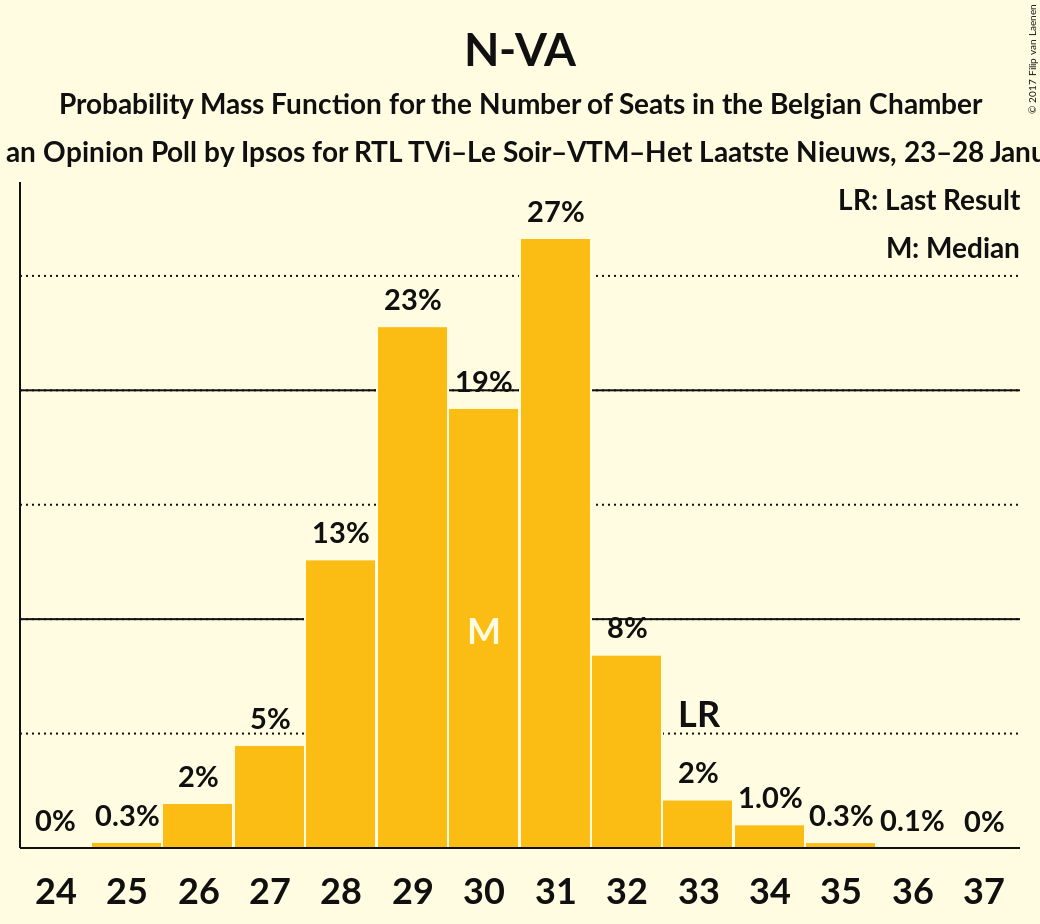 N-VA
Probability Mass Function for the Number of Seats in the Belgian Chamber
an Opinion Poll by Ipsos for RTL TVi–Le Soir–VTM–Het Laatste Nieuws, 23–28 Janu
© 2017 Filip van Laenen
LR: Last Result
M: Median
27%
23%
19%
13%
M
8%
LR
5%
2%
2%
1.0%
0%
0.3%
0.3%
0.1%
0%
24 25 26 27 28 29 30 31 32 33 34 35 36 37